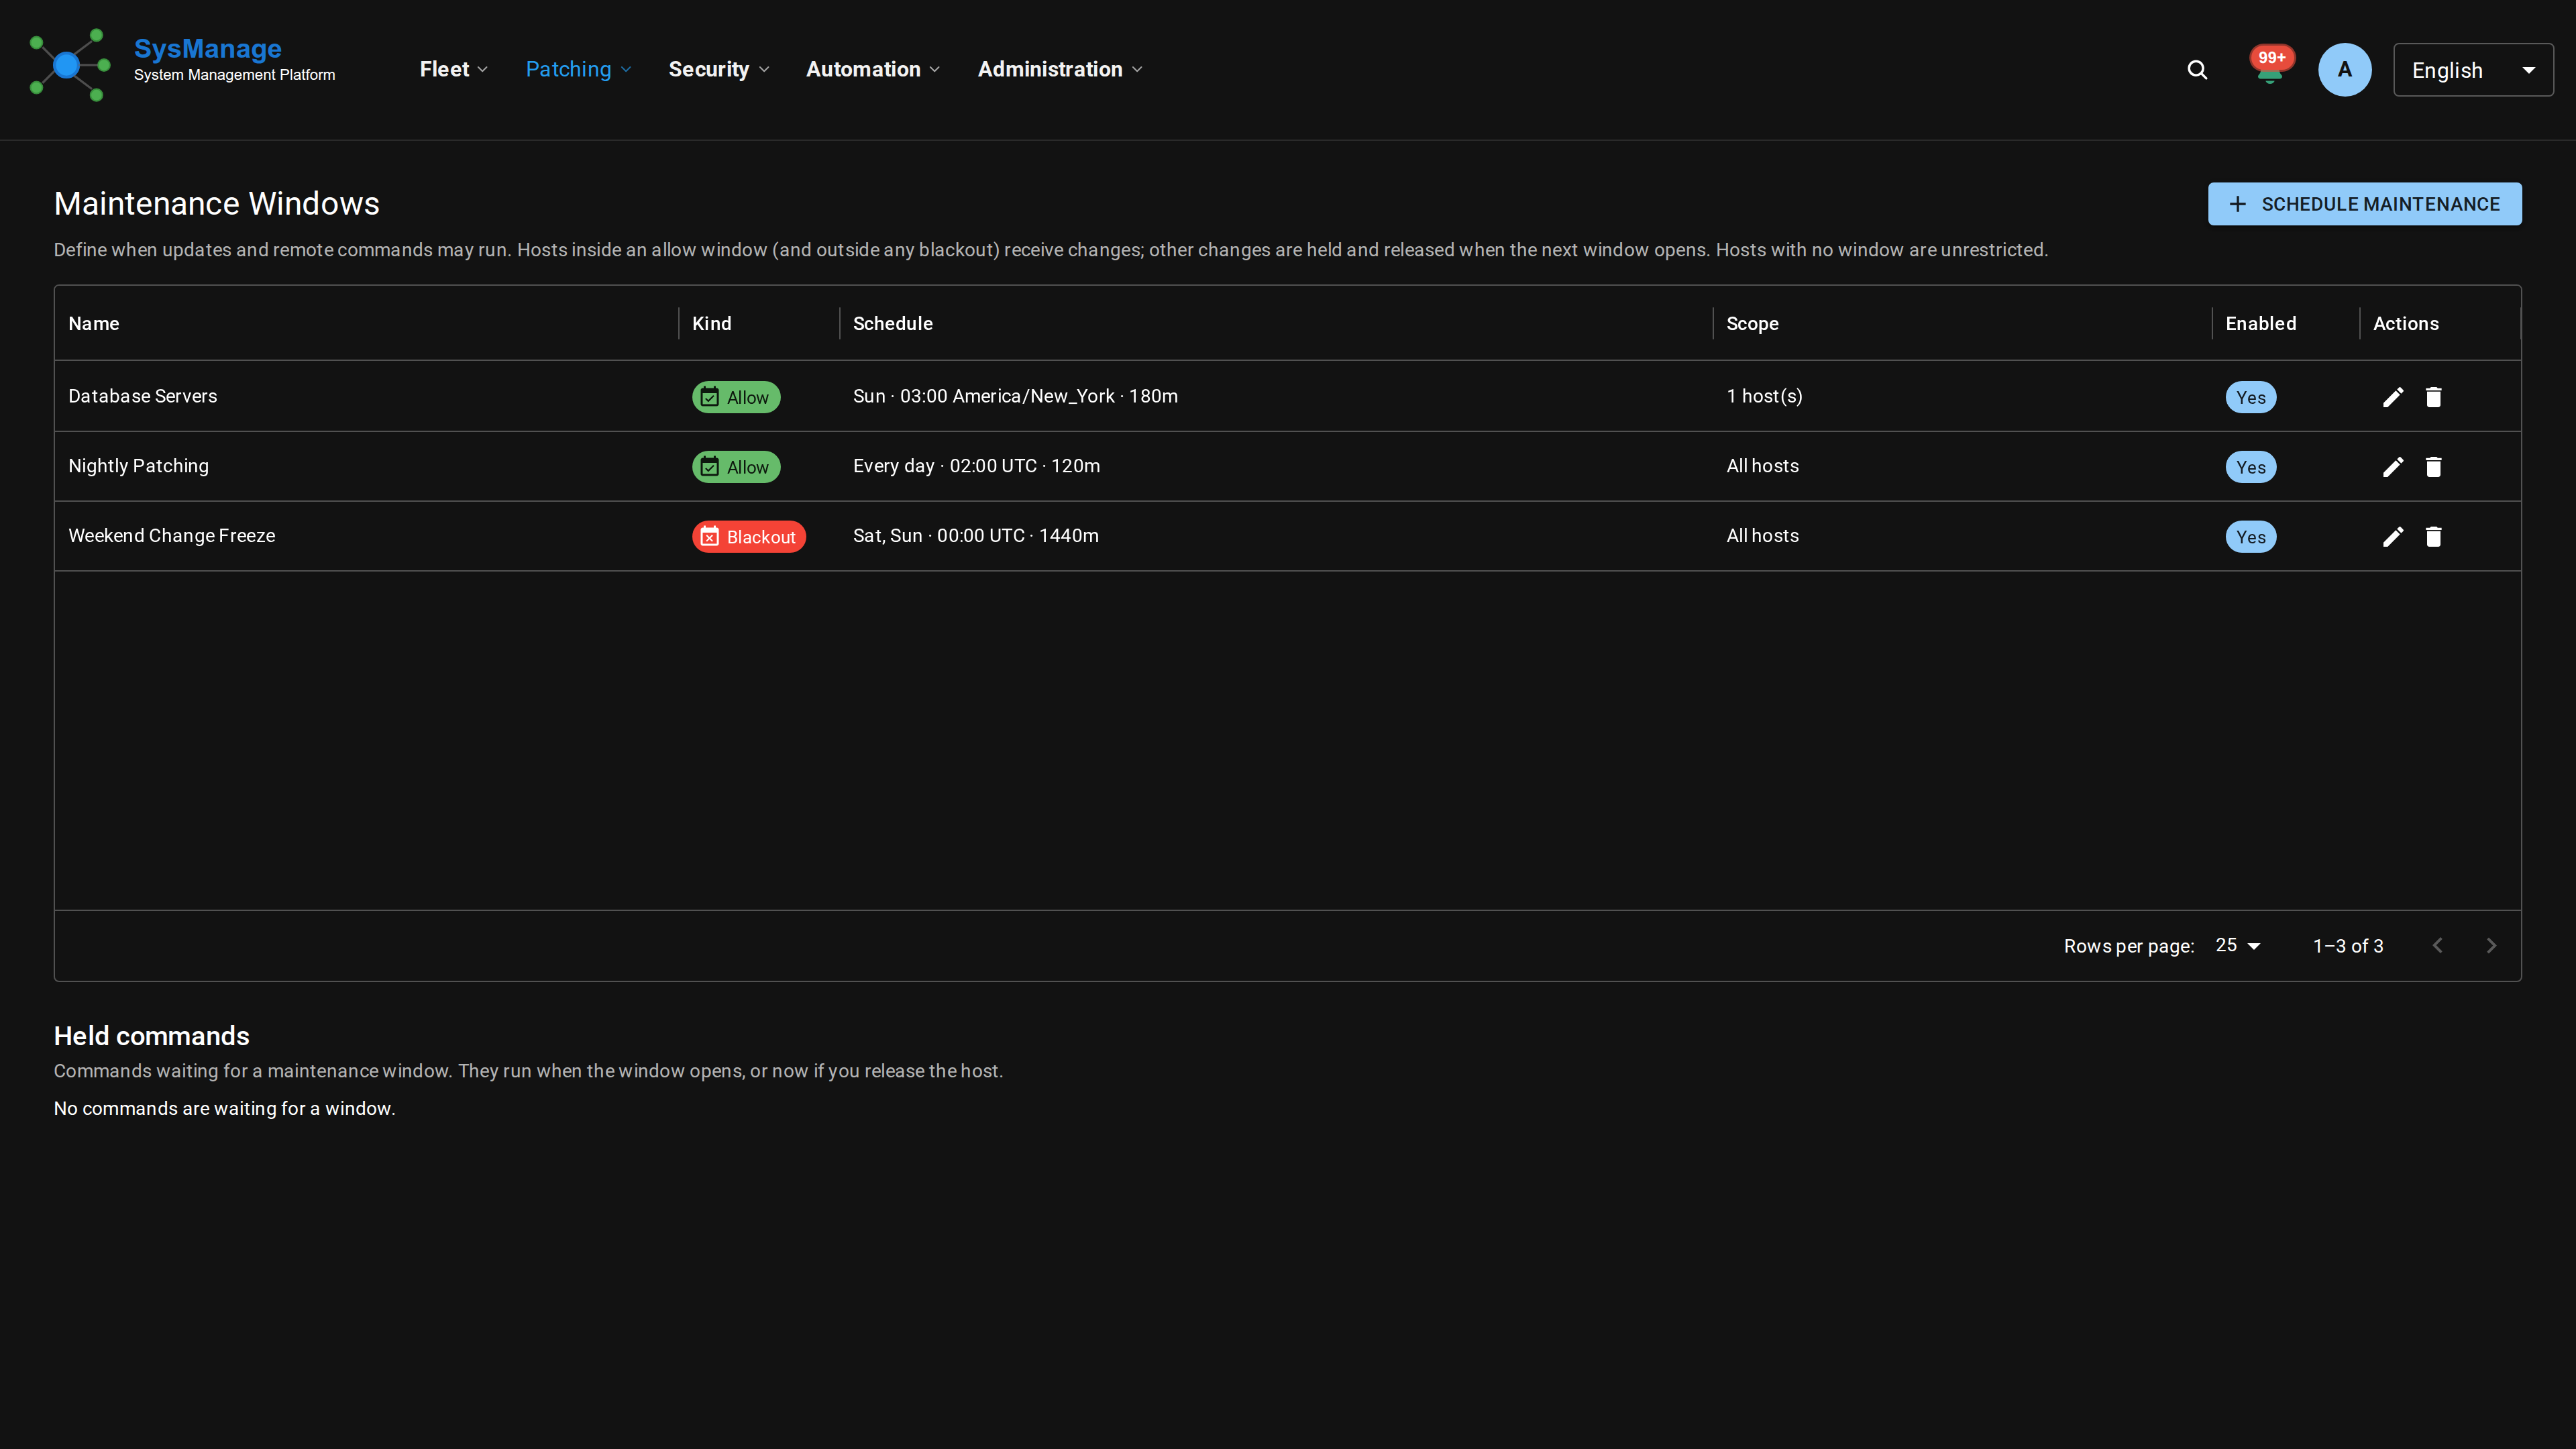 SysManage
System Management Platform
Fleet
Patching
Security
Automation
Administration
99+
A
English
Maintenance Windows
SCHEDULE MAINTENANCE
Define when updates and remote commands may run. Hosts inside an allow window (and outside any blackout) receive changes; other changes are held and released when the next window opens. Hosts with no window are unrestricted.
Name Kind Schedule Scope Enabled Actions
Database Servers Allow Sun · 03:00 America/New_York · 180m 1 host(s) Yes
Nightly Patching Allow Every day · 02:00 UTC · 120m All hosts Yes
Weekend Change Freeze Blackout Sat, Sun · 00:00 UTC · 1440m All hosts Yes
Rows per page: 25 1–3 of 3
Held commands
Commands waiting for a maintenance window. They run when the window opens, or now if you release the host.
No commands are waiting for a window.